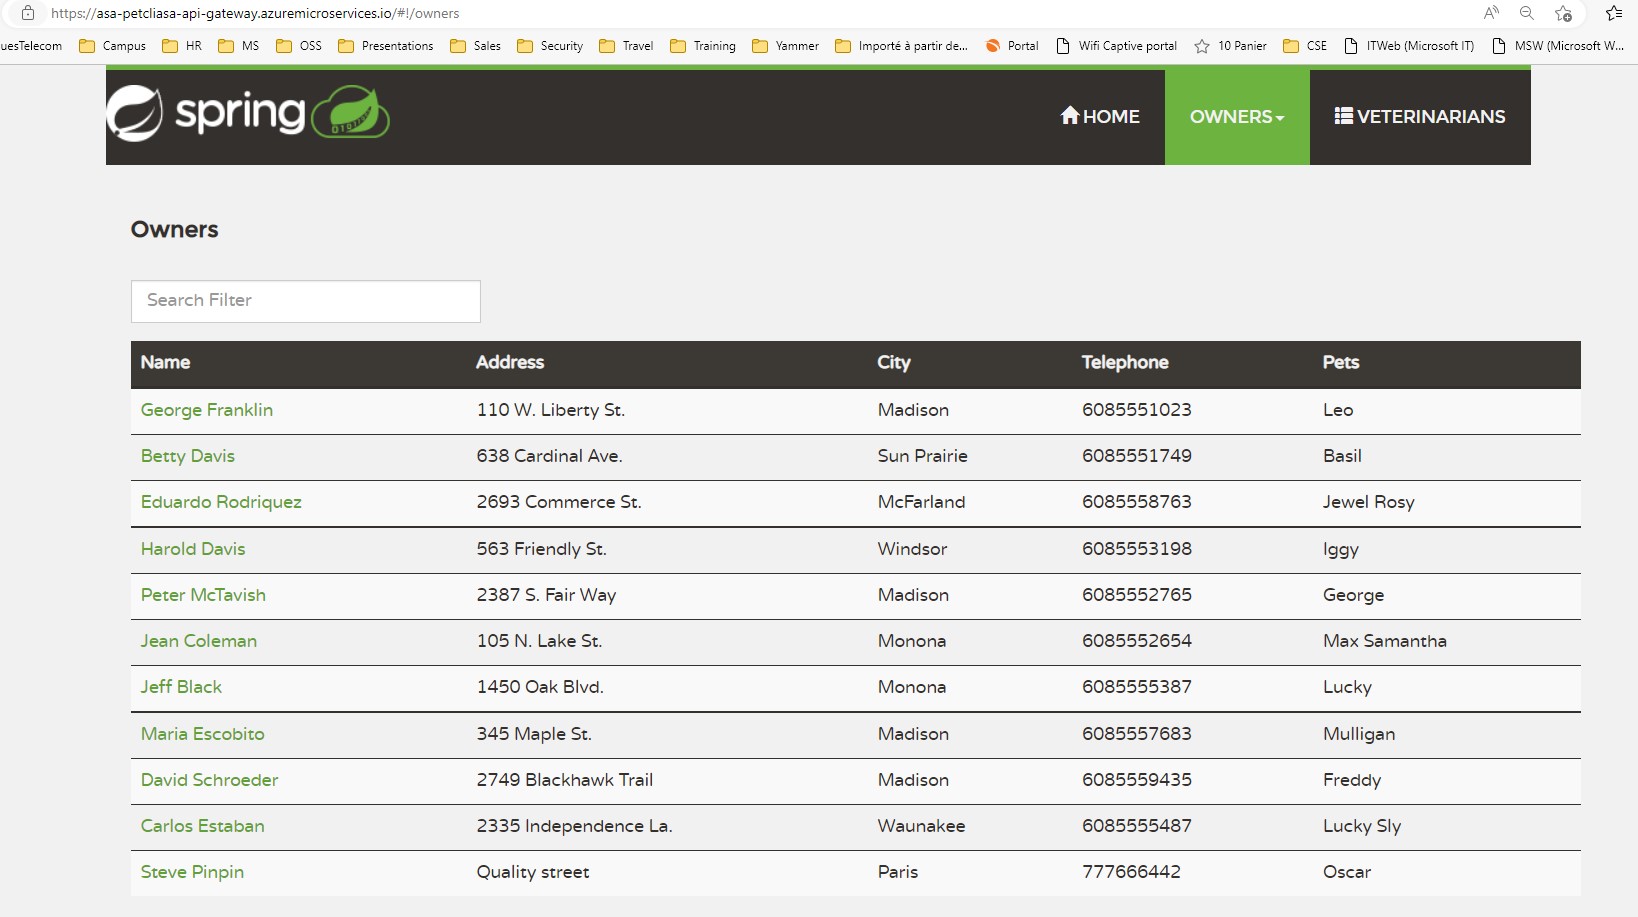 https://asa-petcliasa-api-gateway.azuremicroservices.io/#!/owners
uesTelecom Campus HR MS OSS Presentations Sales Security Travel Training Yammer Importé à partir de... Portal Wifi Captive portal 10 Panier CSE ITWeb (Microsoft IT) MSW (Microsoft W...
spring HOME OWNERS VETERINARIANS
Owners
Search Filter
Name Address City Telephone Pets
George Franklin 110 W. Liberty St. Madison 6085551023 Leo
Betty Davis 638 Cardinal Ave. Sun Prairie 6085551749 Basil
Eduardo Rodriquez 2693 Commerce St. McFarland 6085558763 Jewel Rosy
Harold Davis 563 Friendly St. Windsor 6085553198 Iggy
Peter McTavish 2387 S. Fair Way Madison 6085552765 George
Jean Coleman 105 N. Lake St. Monona 6085552654 Max Samantha
Jeff Black 1450 Oak Blvd. Monona 6085555387 Lucky
Maria Escobito 345 Maple St. Madison 6085557683 Mulligan
David Schroeder 2749 Blackhawk Trail Madison 6085559435 Freddy
Carlos Estaban 2335 Independence La. Waunakee 6085555487 Lucky Sly
Steve Pinpin Quality street Paris 777666442 Oscar